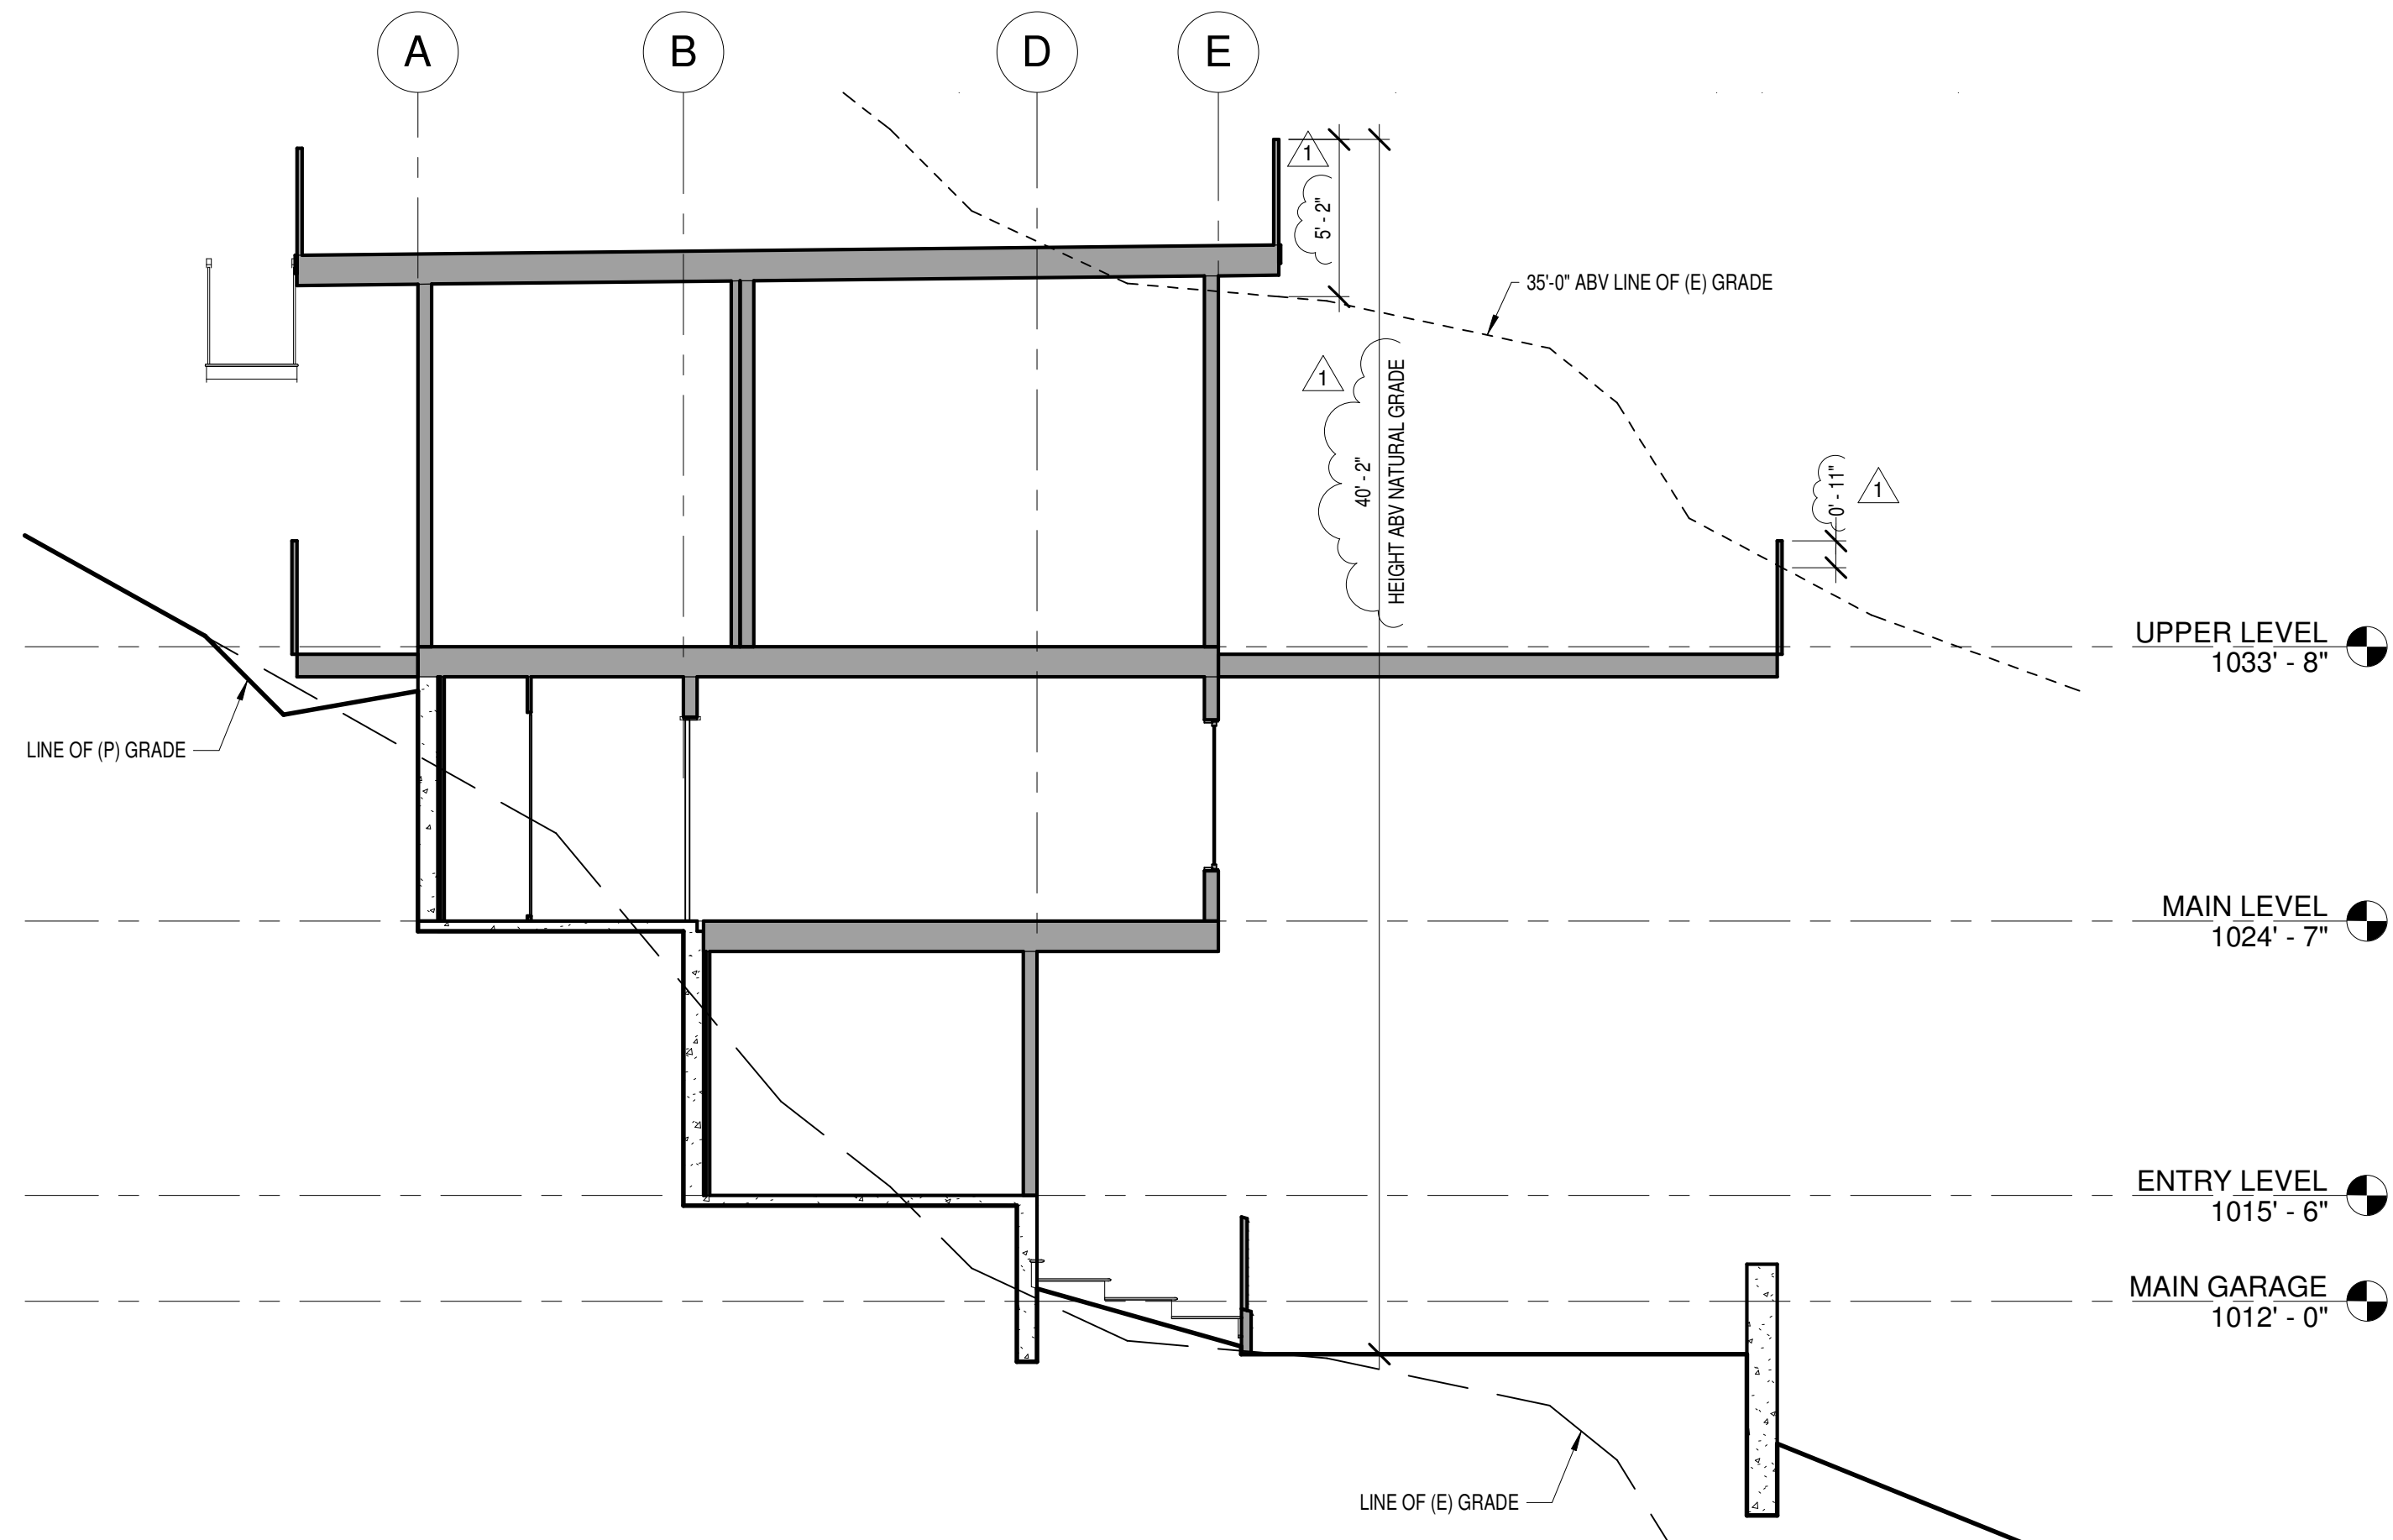 A
B
D
E
1
5' - 2"
35'-0" ABV LINE OF (E) GRADE
1
40' - 2"
HEIGHT ABV NATURAL GRADE
0' - 11"
1
UPPER LEVEL
1033' - 8"
LINE OF (P) GRADE
MAIN LEVEL
1024' - 7"
ENTRY LEVEL
1015' - 6"
MAIN GARAGE
1012' - 0"
LINE OF (E) GRADE